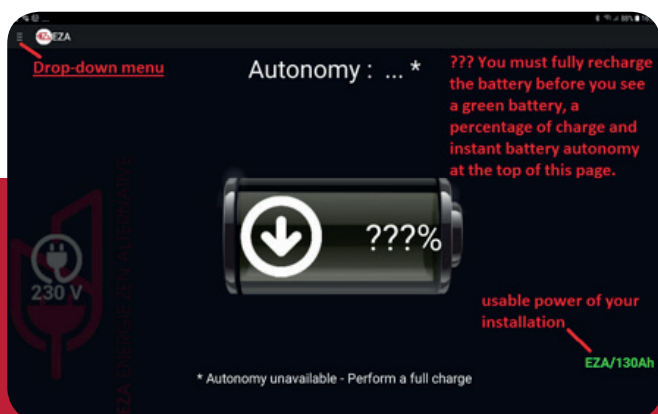 EZA EZA
Drop-down menu
Autonomy : ... *
??? You must fully recharge
the battery before you see
a green battery, a
percentage of charge and
instant battery autonomy
at the top of this page.
???%
230 V
usable power of your
installation
EZA/130Ah
* Autonomy unavailable - Perform a full charge